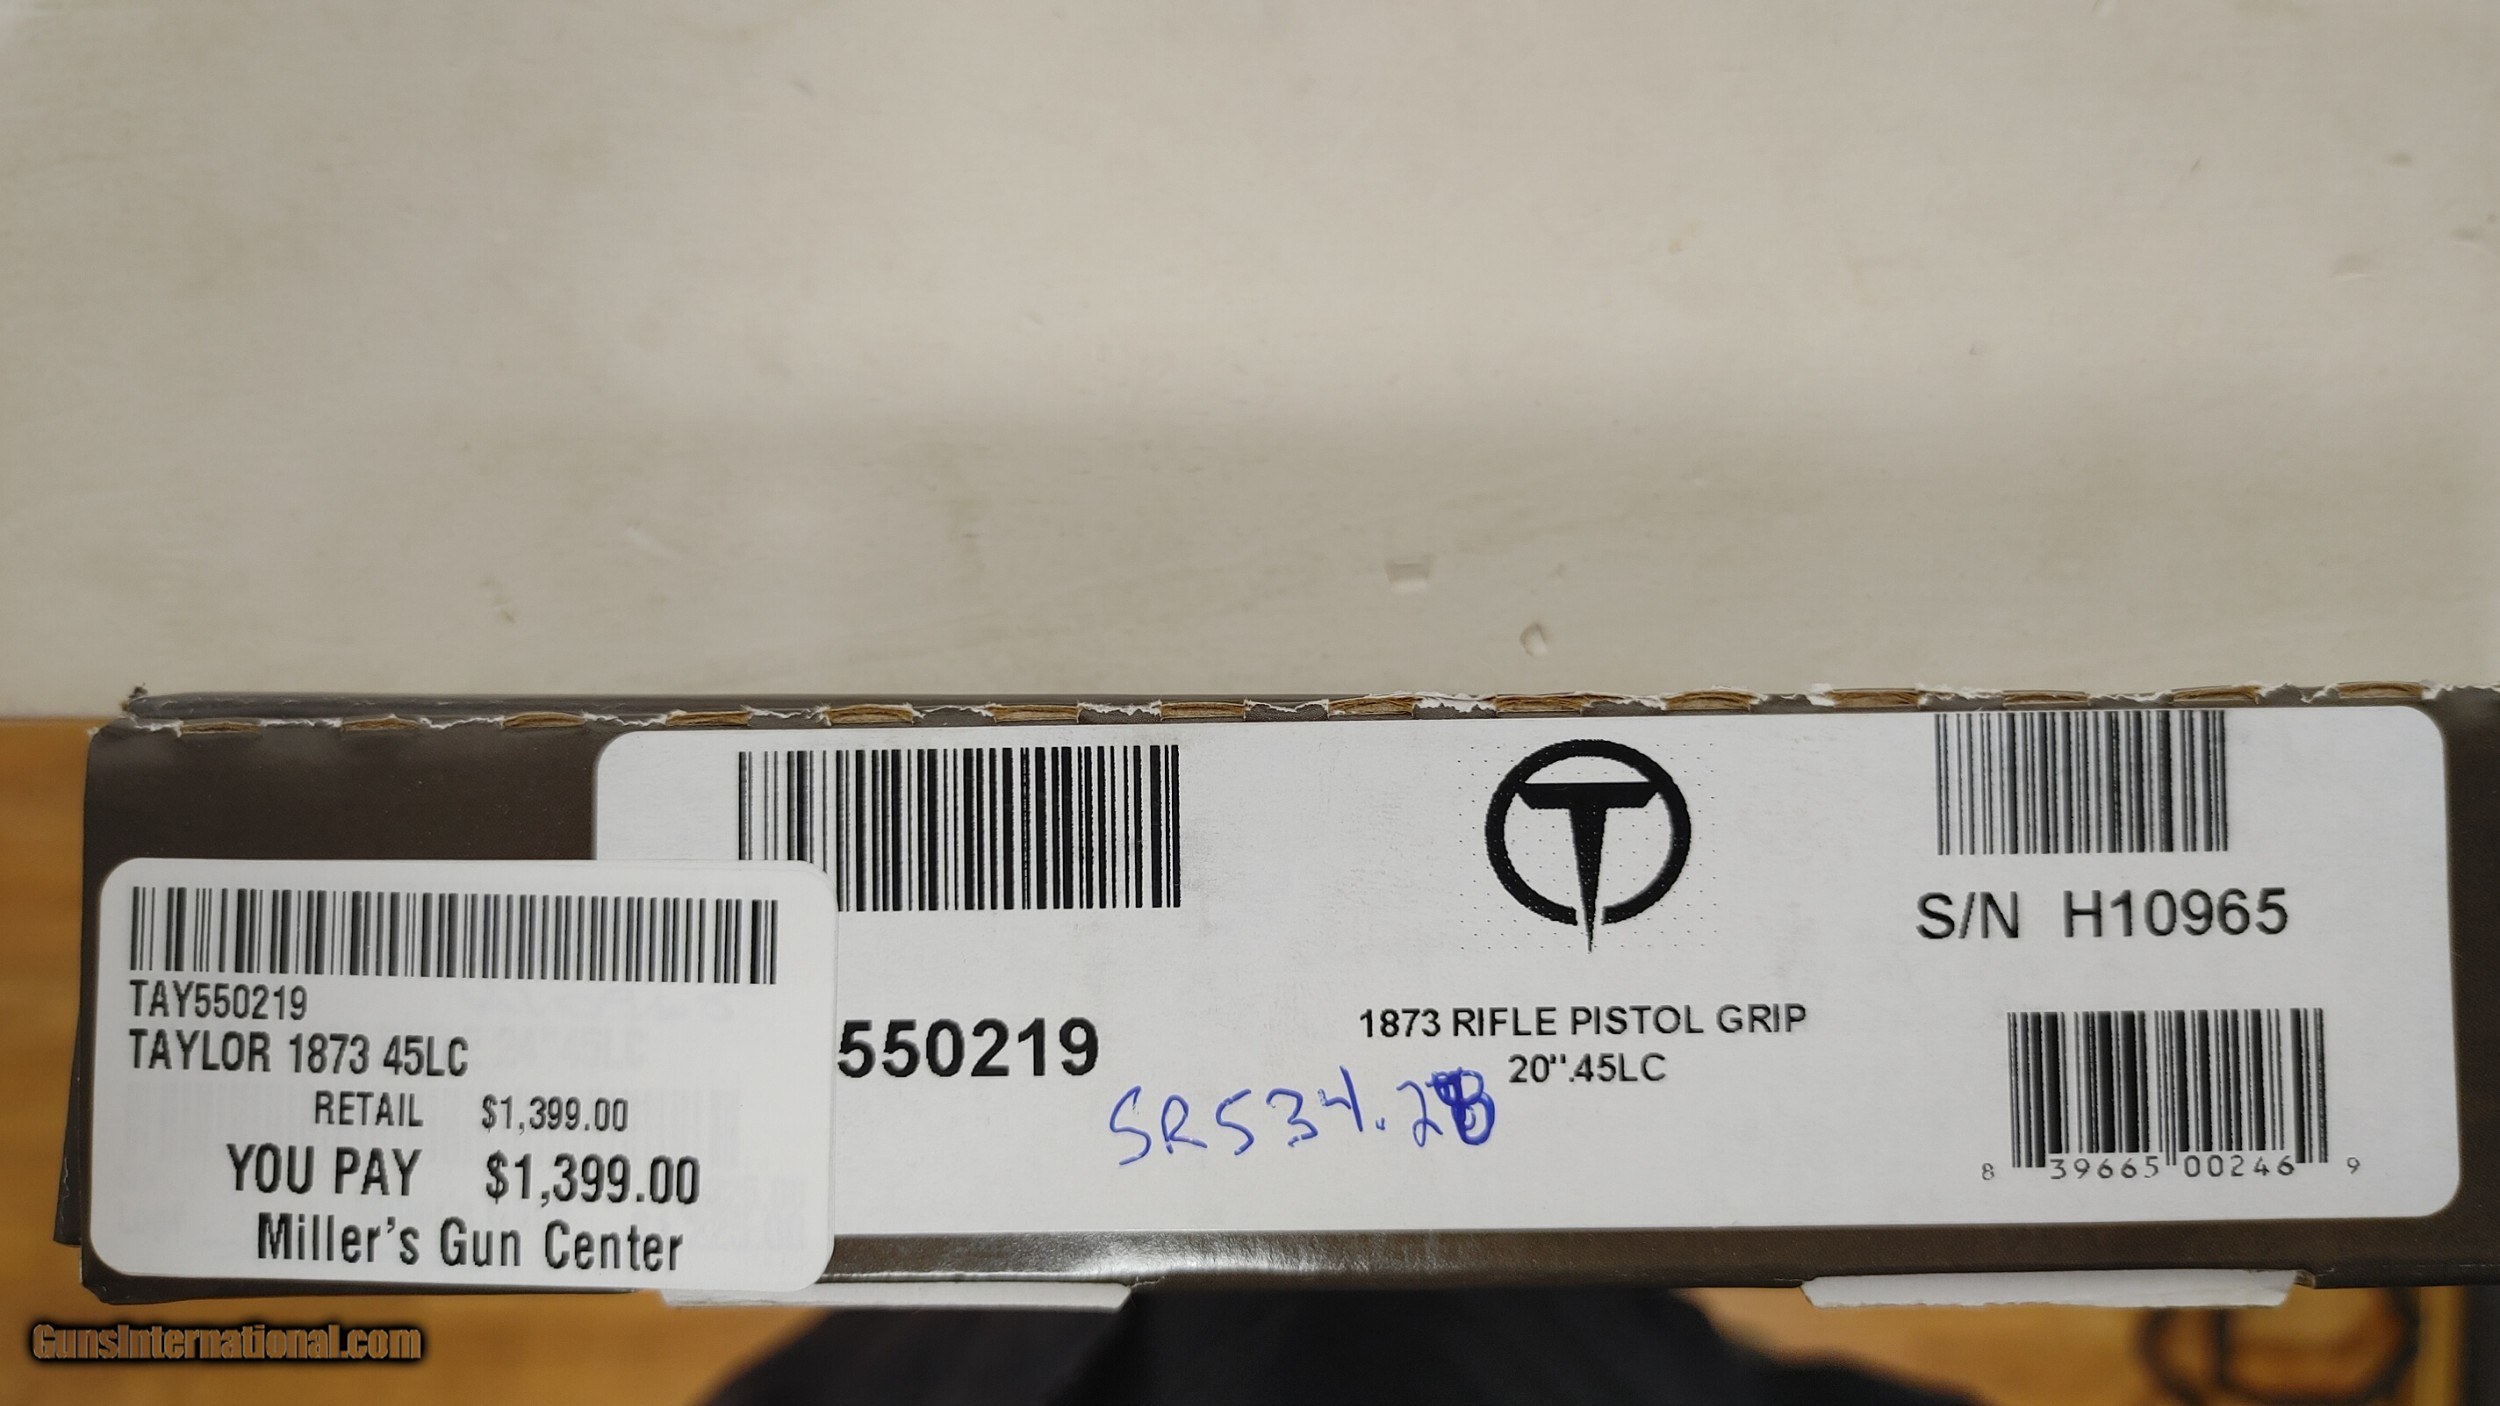 TAY550219
TAYLOR 1873 45LC
RETAIL $1,399.00
YOU PAY $1,399.00
Miller's Gun Center
550219
T
1873 RIFLE PISTOL GRIP
20".45LC
S/N H10965
8 39665 00246 9
GunsInternational.com